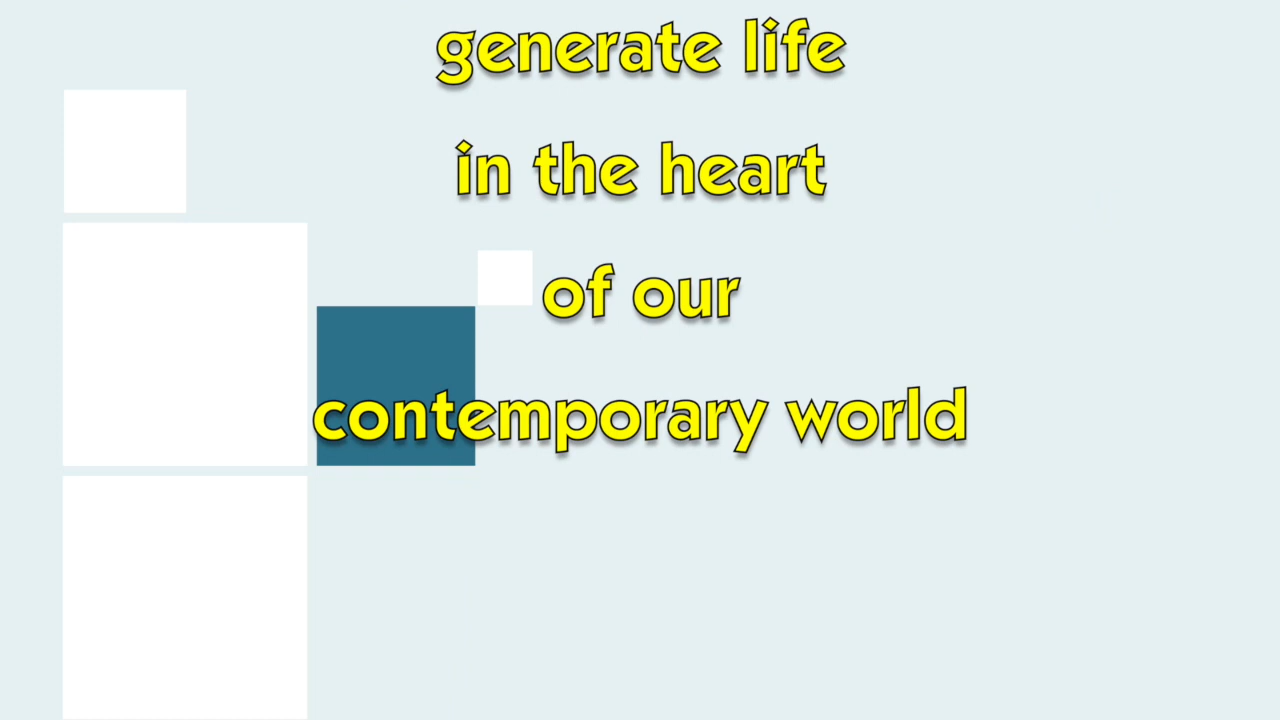 generate life
in the heart
of our
contemporary world